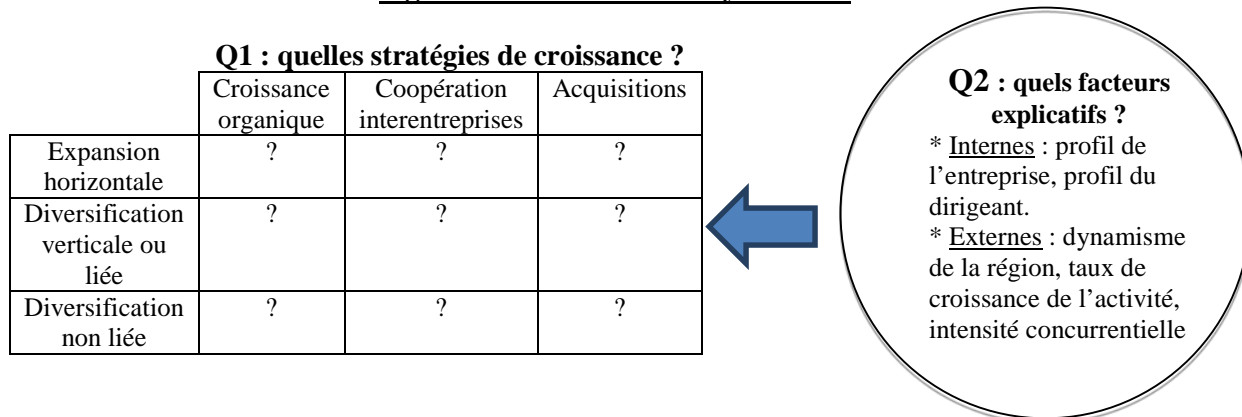 Q1 : quelles stratégies de croissance ?
Croissance organique
Coopération interentreprises
Acquisitions
Expansion horizontale
?
?
?
Diversification verticale ou liée
?
?
?
Diversification non liée
?
?
?
Q2 : quels facteurs
explicatifs ?
* Internes : profil de
l'entreprise, profil du
dirigeant.
* Externes : dynamisme
de la région, taux de
croissance de l'activité,
intensité concurrentielle